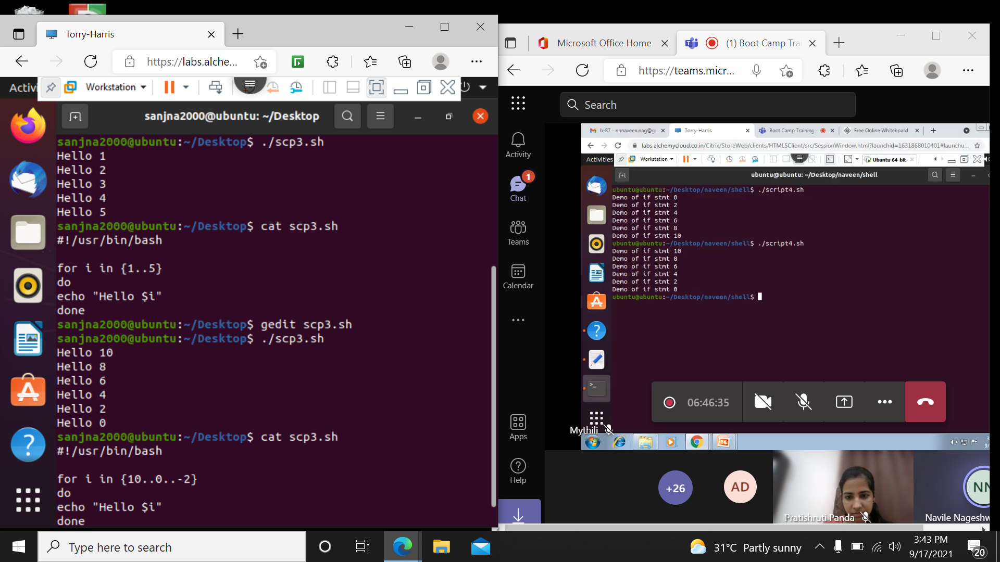 Torry-Harris
https://labs.alche...
Activi
Workstation
sanjna2000@ubuntu: ~/Desktop
sanjna2000@ubuntu:~/Desktop$ ./scp3.sh
Hello 1
Hello 2
Hello 3
Hello 4
Hello 5
sanjna2000@ubuntu:~/Desktop$ cat scp3.sh
#!/usr/bin/bash
for i in {1..5}
do
echo "Hello $i"
done
sanjna2000@ubuntu:~/Desktop$ gedit scp3.sh
sanjna2000@ubuntu:~/Desktop$ ./scp3.sh
Hello 10
Hello 8
Hello 6
Hello 4
Hello 2
Hello 0
sanjna2000@ubuntu:~/Desktop$ cat scp3.sh
#!/usr/bin/bash
for i in {10..0..-2}
do
echo "Hello $i"
done
Microsoft Office Home
(1) Boot Camp Trai
https://teams.micr...
Search
Activity
1
Chat
Teams
Calendar
Apps
Help
b-87 - nnnaveen.nag@g
Torry-Harris
Boot Camp Training
Free Online Whiteboard
labs.alchemycloud.co.in/Citrix/StoreWeb/clients/HTML5Client/src/SessionWindow.html?launchid=1631868010401#launchu...
Activities
Workstation
Ubuntu 64-bit
ubuntu@ubuntu: ~/Desktop/naveen/shell
ubuntu@ubuntu:~/Desktop/naveen/shell$ ./script4.sh
Demo of if stmt 0
Demo of if stmt 2
Demo of if stmt 4
Demo of if stmt 6
Demo of if stmt 8
Demo of if stmt 10
ubuntu@ubuntu:~/Desktop/naveen/shell$ ./script4.sh
Demo of if stmt 10
Demo of if stmt 8
Demo of if stmt 6
Demo of if stmt 4
Demo of if stmt 2
Demo of if stmt 0
ubuntu@ubuntu:~/Desktop/naveen/shell$
06:46:35
Mythili
+26
AD
NN
Pratishruti Panda
Navile Nageshw
Type here to search
31°C Partly sunny
3:43 PM
9/17/2021
20